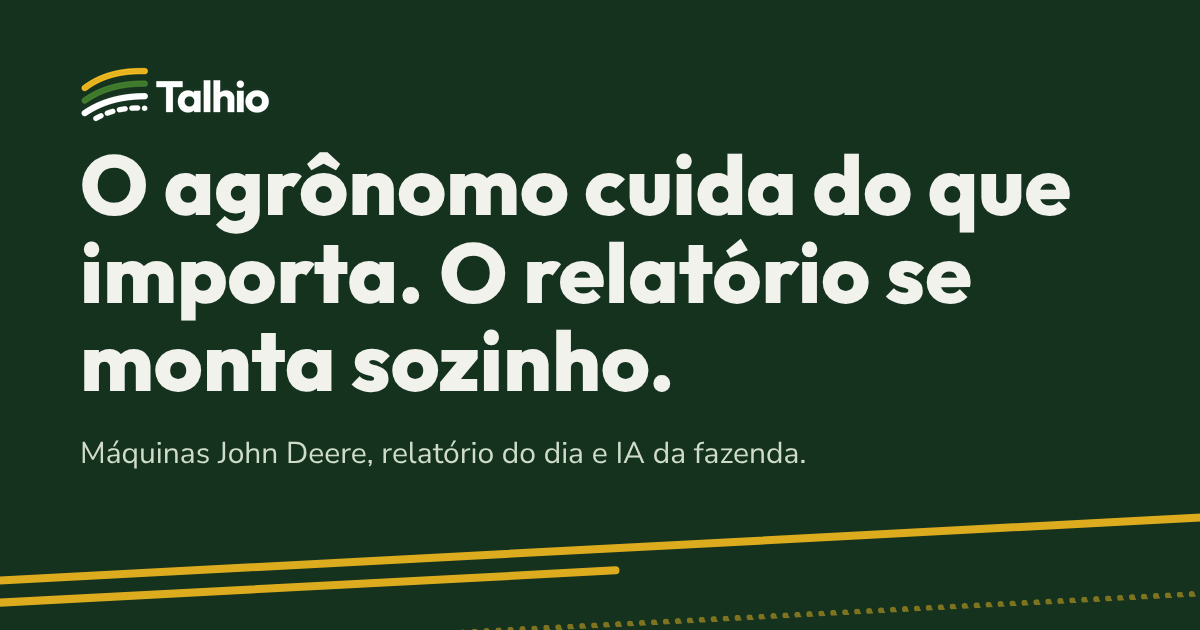 Talhio
O agrônomo cuida do que
importa. O relatório se
monta sozinho.
Máquinas John Deere, relatório do dia e IA da fazenda.